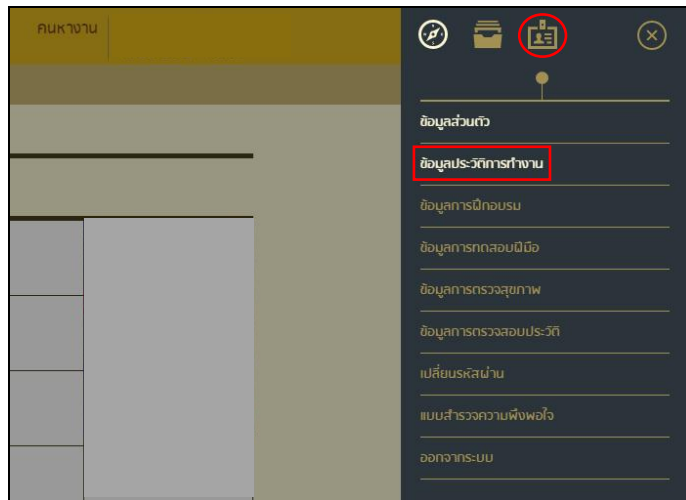 ค้นหางาน
ข้อมูลส่วนตัว
ข้อมูลประวัติการทำงาน
ข้อมูลการฝึกอบรม
ข้อมูลการทดสอบฝีมือ
ข้อมูลการตรวจสุขภาพ
ข้อมูลการตรวจสอบประวัติ
เปลี่ยนรหัสผ่าน
แบบสำรวจความพึงพอใจ
ออกจากระบบ